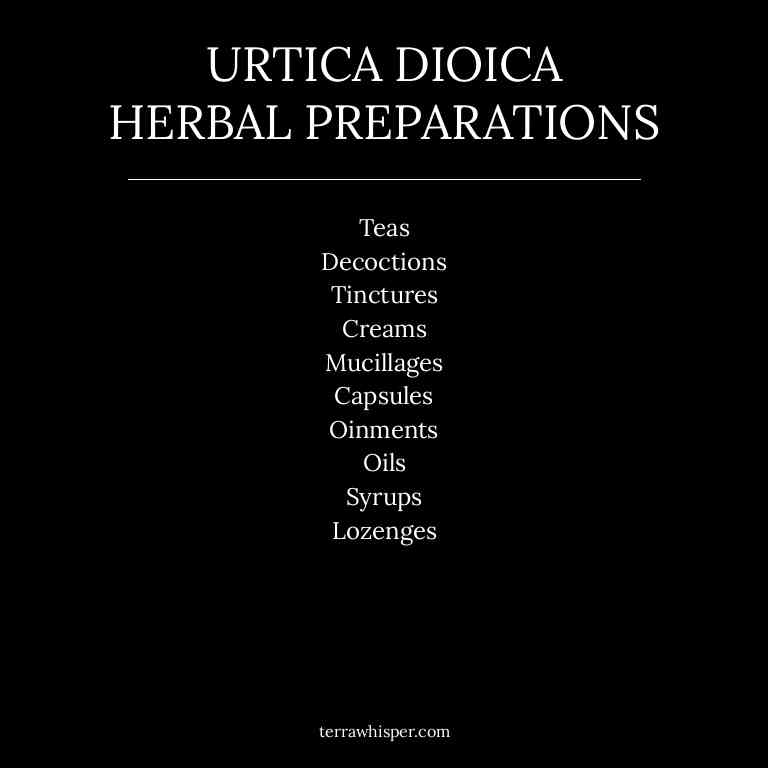 URTICA DIOICA
HERBAL PREPARATIONS
Teas
Decoctions
Tinctures
Creams
Mucillages
Capsules
Oinments
Oils
Syrups
Lozenges
terrawhisper.com